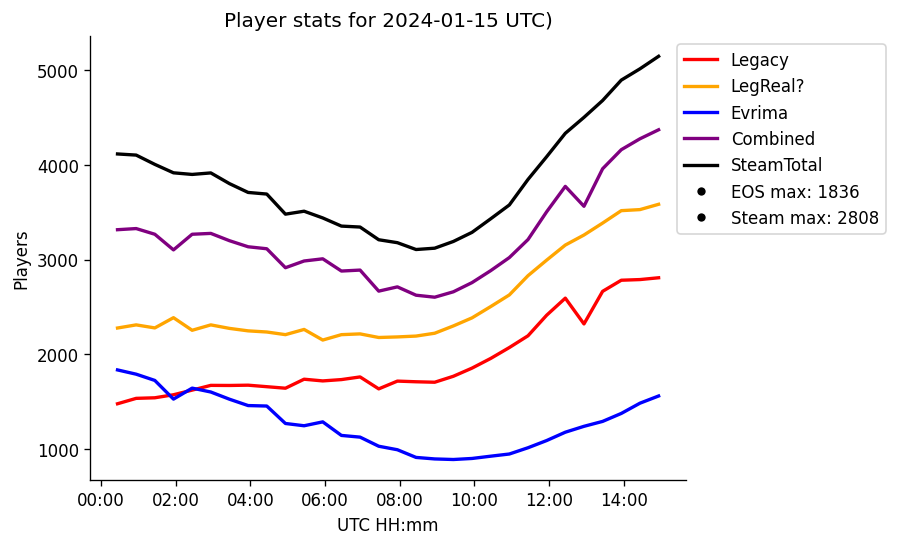 Player stats for 2024-01-15 UTC)
Legacy
LegReal?
Evrima
Combined
SteamTotal
EOS max: 1836
Steam max: 2808
Players
5000
4000
3000
2000
1000
00:00 02:00 04:00 06:00 08:00 10:00 12:00 14:00
UTC HH:mm